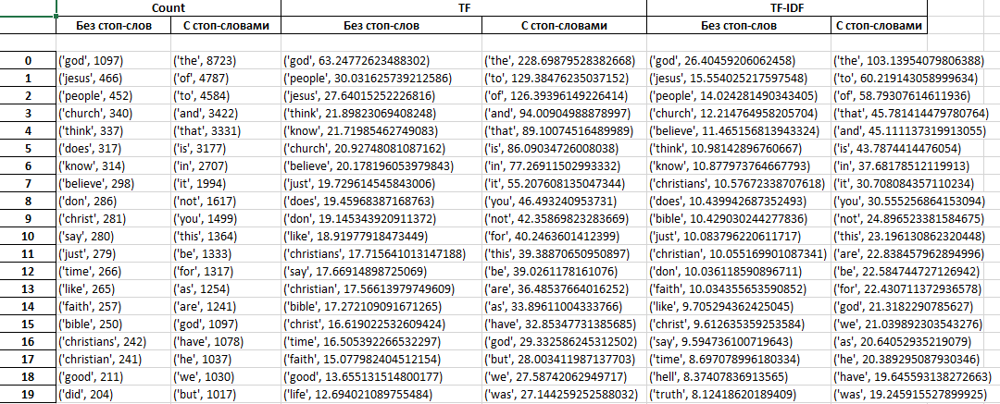 Count TF TF-IDF
Без стоп-слов С стоп-словами Без стоп-слов С стоп-словами Без стоп-слов С стоп-словами
0 ('god', 1097) ('the', 8723) ('god', 63.24772623488302) ('the', 228.69879528382668) ('god', 26.40459206062458) ('the', 103.13954079806388)
1 ('jesus', 466) ('of', 4787) ('people', 30.031625739212586) ('to', 129.384762350371​52) ('jesus', 15.554025217597548) ('to', 60.219143058999634)
2 ('people', 452) ('to', 4584) ('jesus', 27.64015252226816) ('of', 126.39396149226414) ('people', 14.024281490343405) ('of', 58.79307614611936)
3 ('church', 340) ('and', 3422) ('think', 21.89823069408248) ('and', 94.00904988878997) ('church', 12.214764958205704) ('that', 45.781414479780764)
4 ('think', 337) ('that', 3331) ('know', 21.71985462749083) ('that', 89.10074516489989) ('believe', 11.465156813943324) ('and', 45.111137319913055)
5 ('does', 317) ('is', 3177) ('church', 20.92748081087162) ('is', 86.09034726008038) ('think', 10.98142896760667) ('is', 43.7874414476054)
6 ('know', 314) ('in', 2707) ('believe', 20.178196053979843) ('in', 77.26911502993332) ('know', 10.877973764667793) ('in', 37.68178512119913)
7 ('believe', 298) ('it', 1994) ('just', 19.729614545843006) ('it', 55.207608135047344) ('christians', 10.57672338707618) ('it', 30.708084357110234)
8 ('don', 286) ('not', 1617) ('does', 19.45968387168763) ('you', 46.493240953731) ('does', 10.439942687352493) ('you', 30.555256864153094)
9 ('christ', 281) ('you', 1499) ('don', 19.145343920911372) ('not', 42.35869823283669) ('bible', 10.429030244277836) ('not', 24.896523381584675)
10 ('say', 280) ('this', 1364) ('like', 18.91977918473449) ('for', 40.2463601412399) ('just', 10.083796220611717) ('this', 23.196130862320448)
11 ('just', 279) ('be', 1333) ('christians', 17.715641013147188) ('this', 39.38870650950897) ('christian', 10.055169901087341) ('are', 22.838457962894996)
12 ('time', 266) ('for', 1317) ('say', 17.66914898725069) ('be', 39.0261178161076) ('don', 10.036118590896711) ('be', 22.584744727126942)
13 ('like', 265) ('as', 1254) ('christian', 17.56613979749609) ('are', 36.48537664016252) ('faith', 10.034355653590852) ('for', 22.430711372936578)
14 ('faith', 257) ('are', 1241) ('bible', 17.272109091671265) ('as', 33.89611004333766) ('like', 9.705294362425045) ('god', 21.3182290785627)
15 ('bible', 250) ('god', 1097) ('christ', 16.619022532609424) ('have', 32.85347731385685) ('christ', 9.612635359253584) ('we', 21.039892303543276)
16 ('christians', 242) ('have', 1078) ('time', 16.505392266532297) ('god', 29.332586245312502) ('say', 9.594736100719643) ('as', 20.64052935219079)
17 ('christian', 241) ('he', 1037) ('faith', 15.077982404512154) ('but', 28.003411987137703) ('time', 8.697078996180334) ('he', 20.389295087930346)
18 ('good', 211) ('we', 1030) ('good', 13.655131514800177) ('we', 27.58742062949717) ('hell', 8.37407836913565) ('have', 19.645593138272663)
19 ('did', 204) ('but', 1017) ('life', 12.694021089755484) ('was', 27.144259252588032) ('truth', 8.12418620189409) ('was', 19.245915527899925)